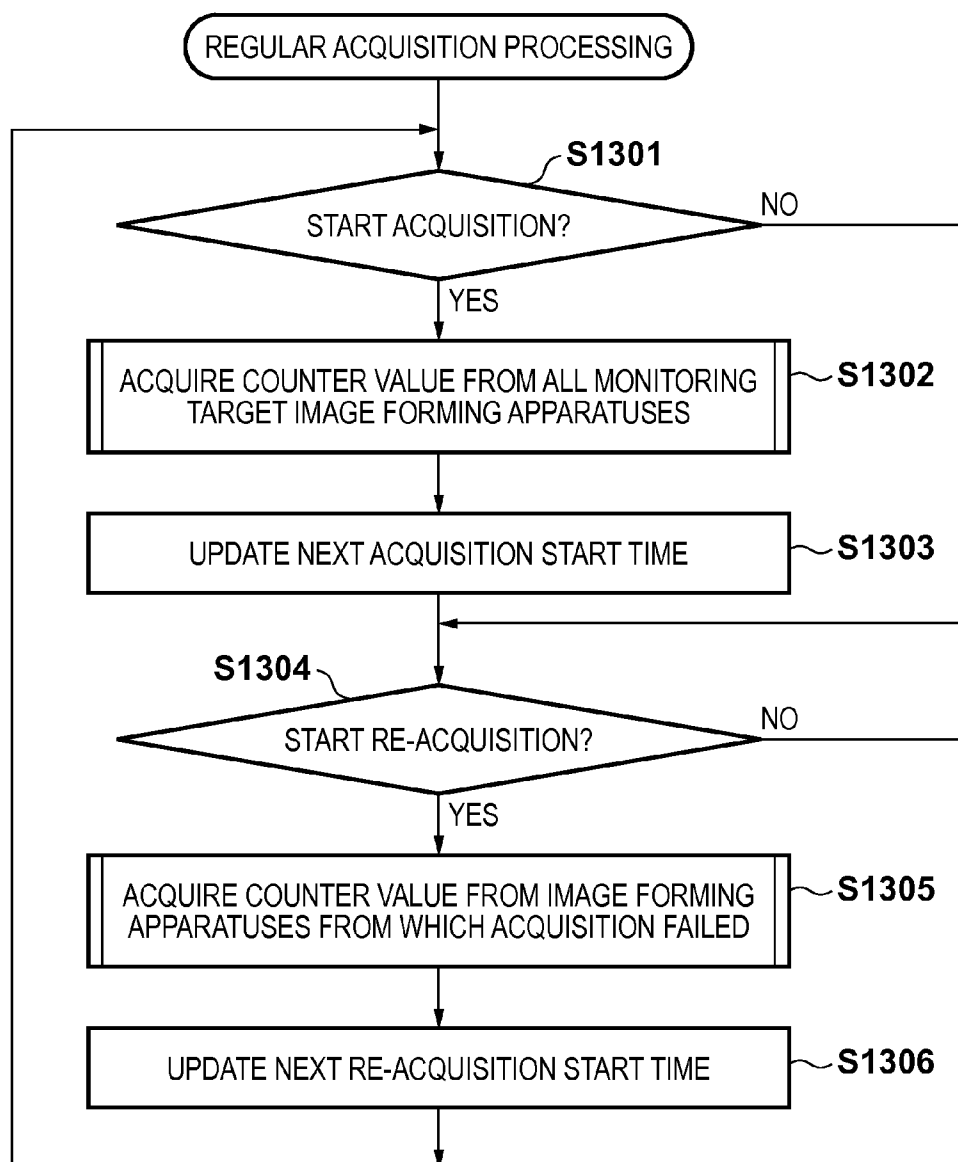 REGULAR ACQUISITION PROCESSING
S1301
START ACQUISITION?
NO
YES
ACQUIRE COUNTER VALUE FROM ALL MONITORING
TARGET IMAGE FORMING APPARATUSES
S1302
UPDATE NEXT ACQUISITION START TIME
S1303
S1304
START RE-ACQUISITION?
NO
YES
ACQUIRE COUNTER VALUE FROM IMAGE FORMING
APPARATUSES FROM WHICH ACQUISITION FAILED
S1305
UPDATE NEXT RE-ACQUISITION START TIME
S1306